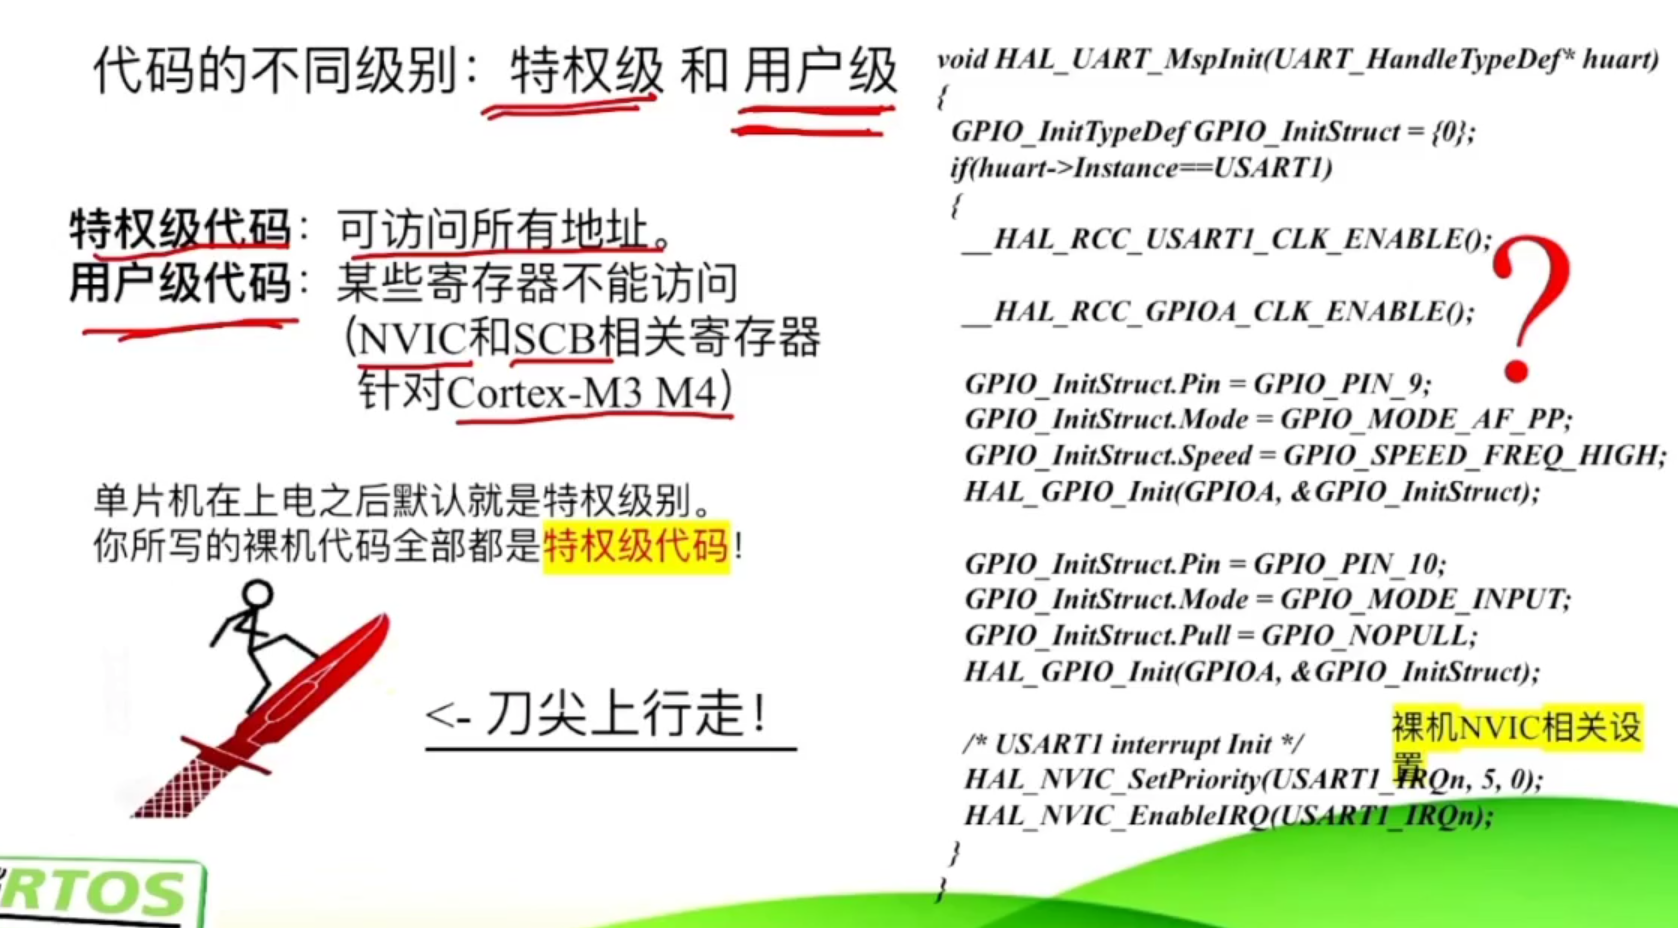 代码的不同级别：特权级 和 用户级
特权级代码：可访问所有地址。
用户级代码：某些寄存器不能访问
（NVIC和SCB相关寄存器
针对Cortex-M3 M4）
单片机在上电之后默认就是特权级别。
你所写的裸机代码全部都是特权级代码！
<- 刀尖上行走！
RTOS
void HAL_UART_MspInit(UART_HandleTypeDef* huart)
{
GPIO_InitTypeDef GPIO_InitStruct = {0};
if(huart->Instance==USART1)
{
__HAL_RCC_USART1_CLK_ENABLE();
__HAL_RCC_GPIOA_CLK_ENABLE();
?
GPIO_InitStruct.Pin = GPIO_PIN_9;
GPIO_InitStruct.Mode = GPIO_MODE_AF_PP;
GPIO_InitStruct.Speed = GPIO_SPEED_FREQ_HIGH;
HAL_GPIO_Init(GPIOA, &GPIO_InitStruct);
GPIO_InitStruct.Pin = GPIO_PIN_10;
GPIO_InitStruct.Mode = GPIO_MODE_INPUT;
GPIO_InitStruct.Pull = GPIO_NOPULL;
HAL_GPIO_Init(GPIOA, &GPIO_InitStruct);
裸机NVIC相关设
置
/* USART1 interrupt Init */
HAL_NVIC_SetPriority(USART1_IRQn, 5, 0);
HAL_NVIC_EnableIRQ(USART1_IRQn);
}
}